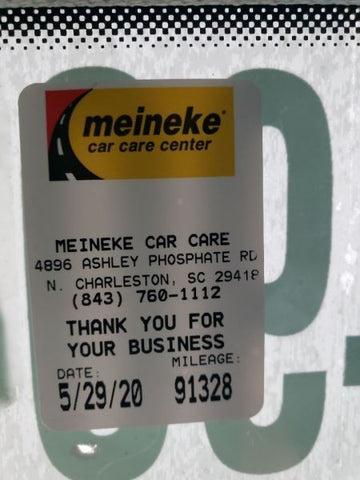 meineke®
car care center
MEINEKE CAR CARE
4896 ASHLEY PHOSPHATE RD
N. CHARLESTON, SC 29418
(843) 760-1112
THANK YOU FOR
YOUR BUSINESS
DATE: MILEAGE:
5/29/20 91328